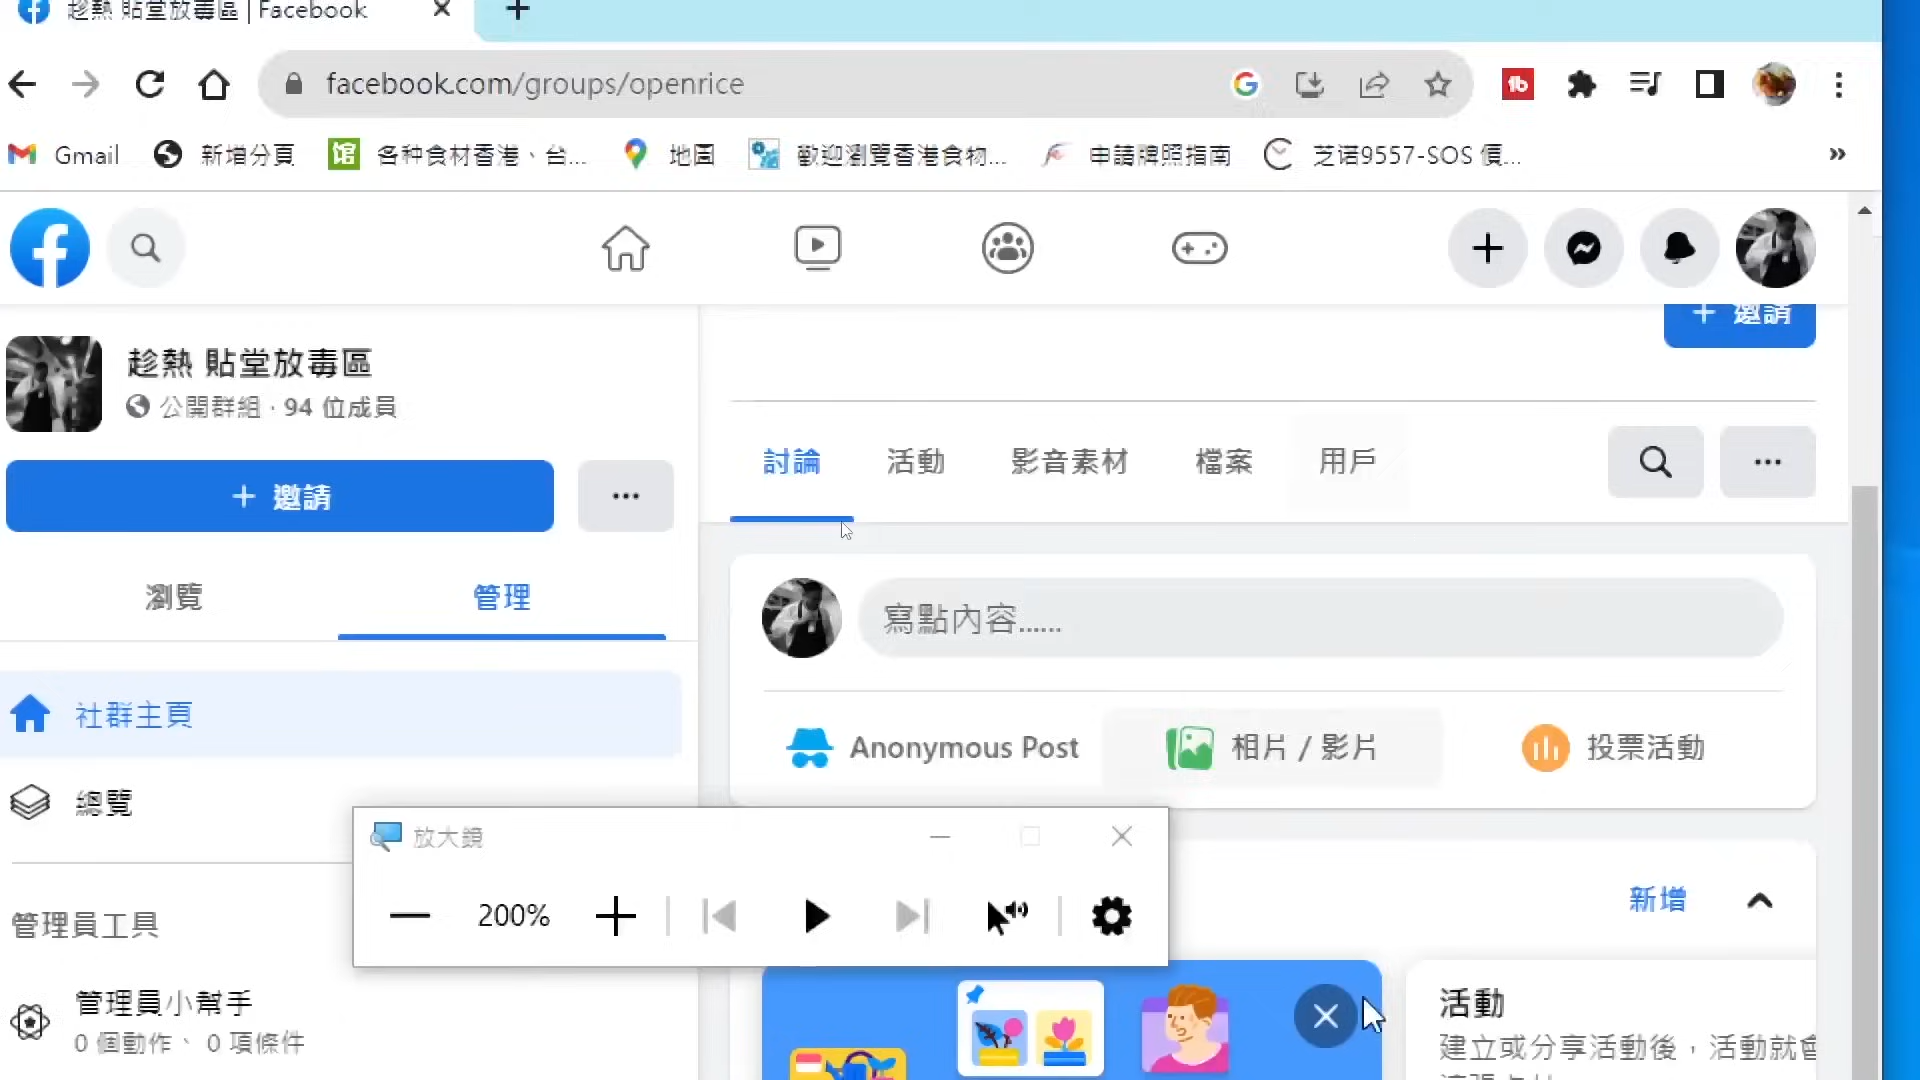 趁熱 貼堂放毒區 | Facebook
facebook.com/groups/openrice
Gmail
新增分頁
馆
各种食材香港、台...
地圖
歡迎瀏覽香港食物...
申請牌照指南
芝诺9557-SOS 價...
趁熱 貼堂放毒區
公開群組 · 94 位成員
+ 邀請
瀏覽
管理
社群主頁
總覽
管理員工具
管理員小幫手
0 個動作、 0 項條件
+ 邀請
討論
活動
影音素材
檔案
用戶
寫點內容......
Anonymous Post
相片 / 影片
投票活動
放大鏡
200%
新增
活動
建立或分享活動後，活動就會